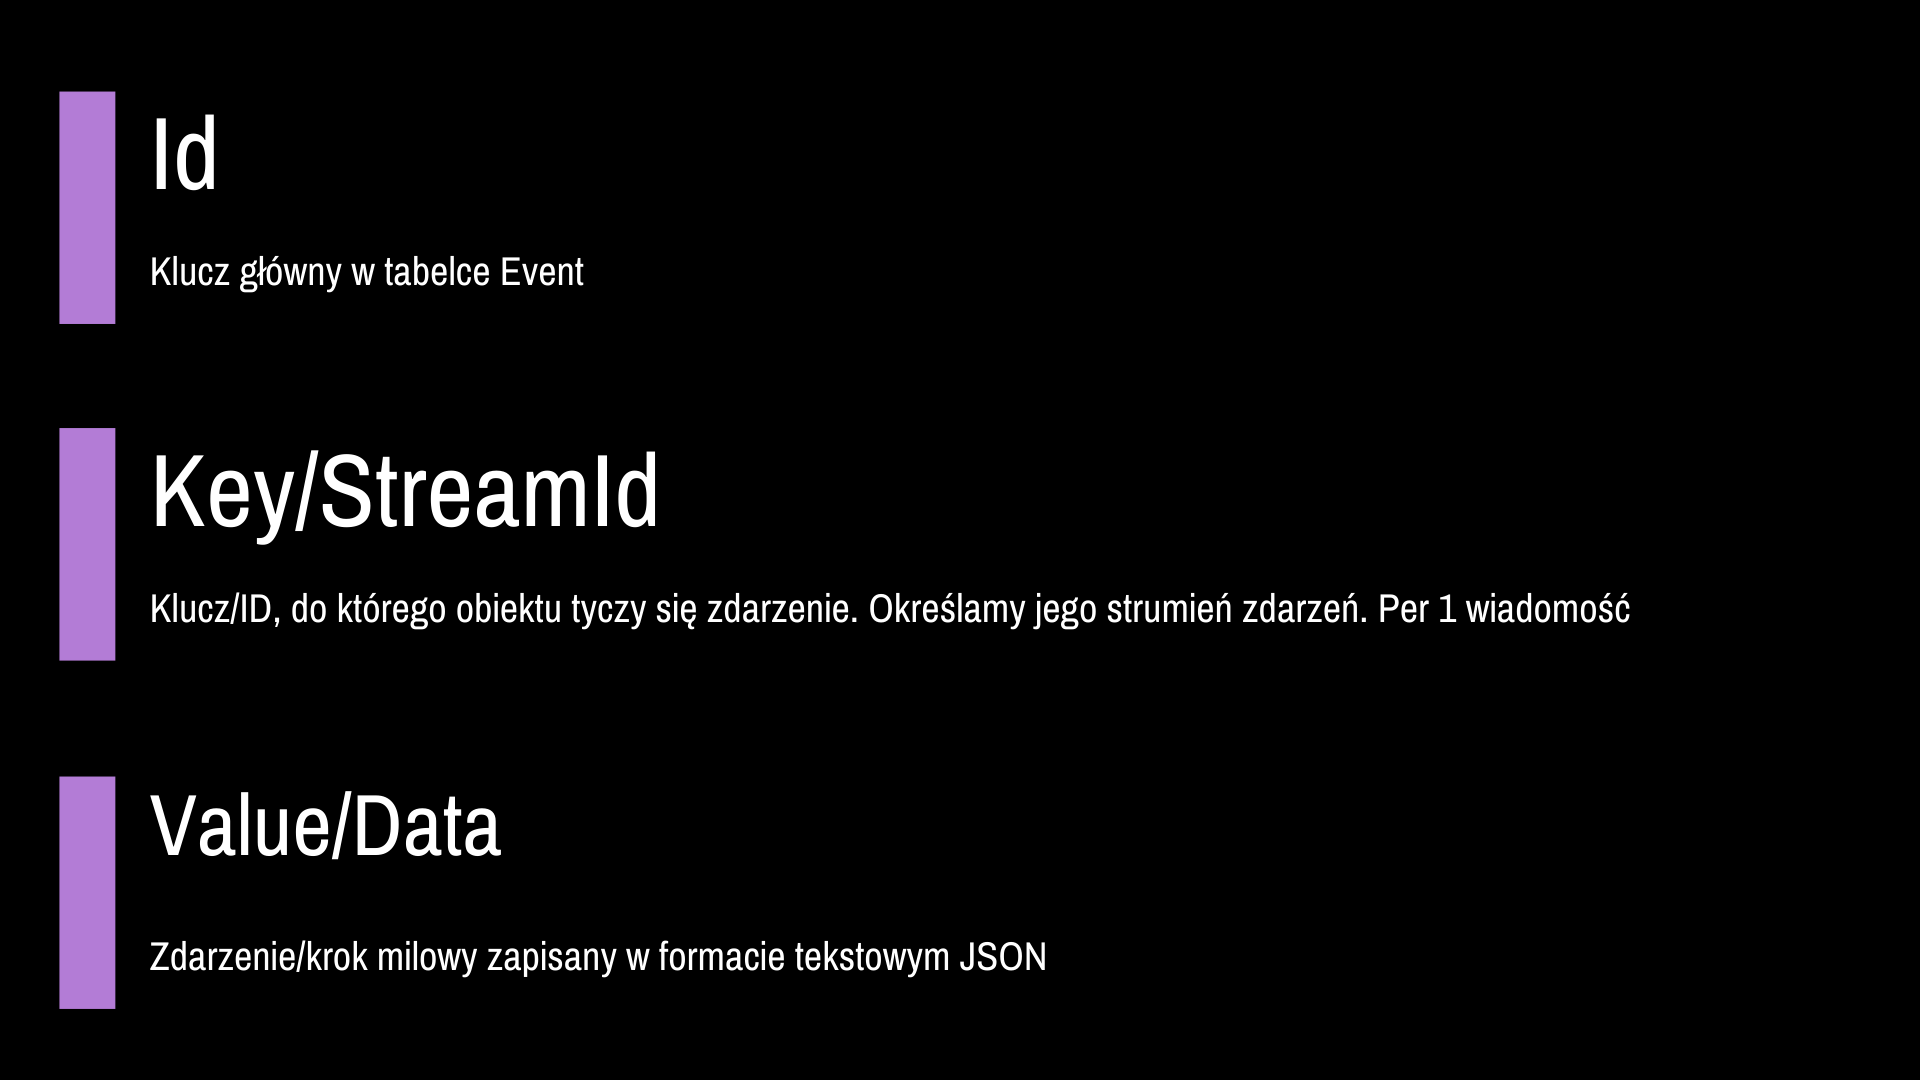 Id
Klucz główny w tabelce Event
Key/StreamId
Klucz/ID, do którego obiektu tyczy się zdarzenie. Określamy jego strumień zdarzeń. Per 1 wiadomość
Value/Data
Zdarzenie/krok milowy zapisany w formacie tekstowym JSON